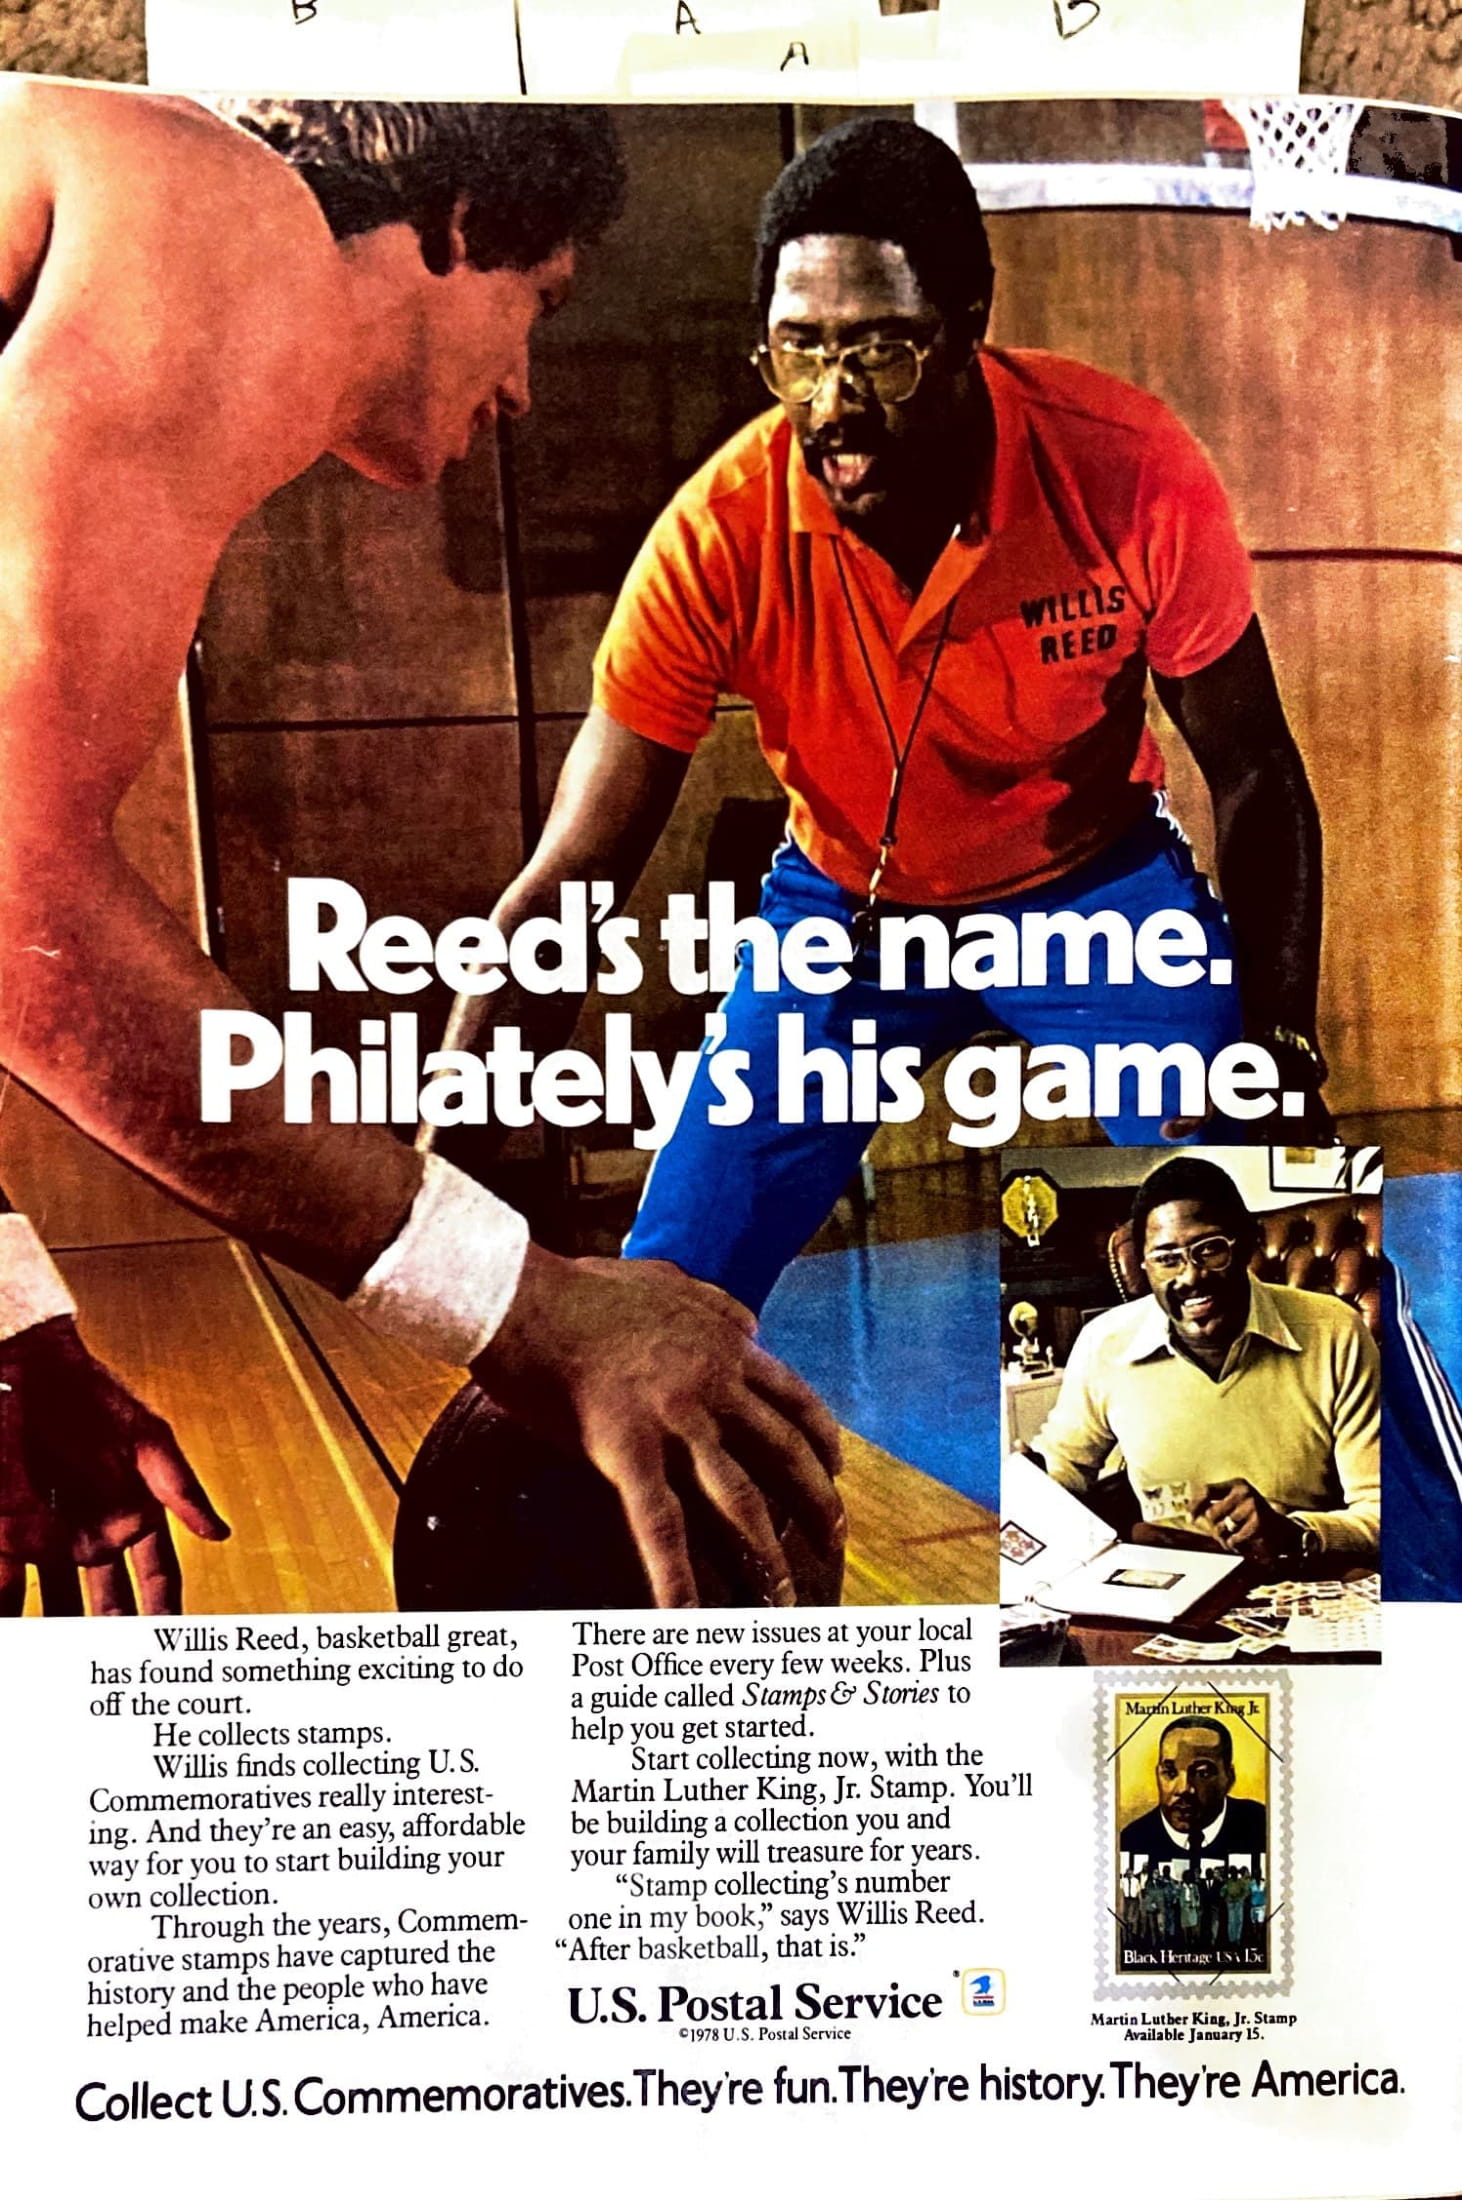 B
A
A
D
WILLIS
REED
Reed's the name.
Philately's his game.
Willis Reed, basketball great,
has found something exciting to do
off the court.
He collects stamps.
Willis finds collecting U.S.
Commemoratives really interest-
ing. And they're an easy, affordable
way for you to start building your
own collection.
Through the years, Commem-
orative stamps have captured the
history and the people who have
helped make America, America.
There are new issues at your local
Post Office every few weeks. Plus
a guide called Stamps & Stories to
help you get started.
Start collecting now, with the
Martin Luther King, Jr. Stamp. You'll
be building a collection you and
your family will treasure for years.
“Stamp collecting's number
one in my book,” says Willis Reed.
“After basketball, that is.”
U.S. Postal Service
©1978 U.S. Postal Service
Martin Luther King Jr.
Black Heritage USA 15c
Martin Luther King, Jr. Stamp
Available January 15.
Collect U.S. Commemoratives. They're fun. They're history. They're America.